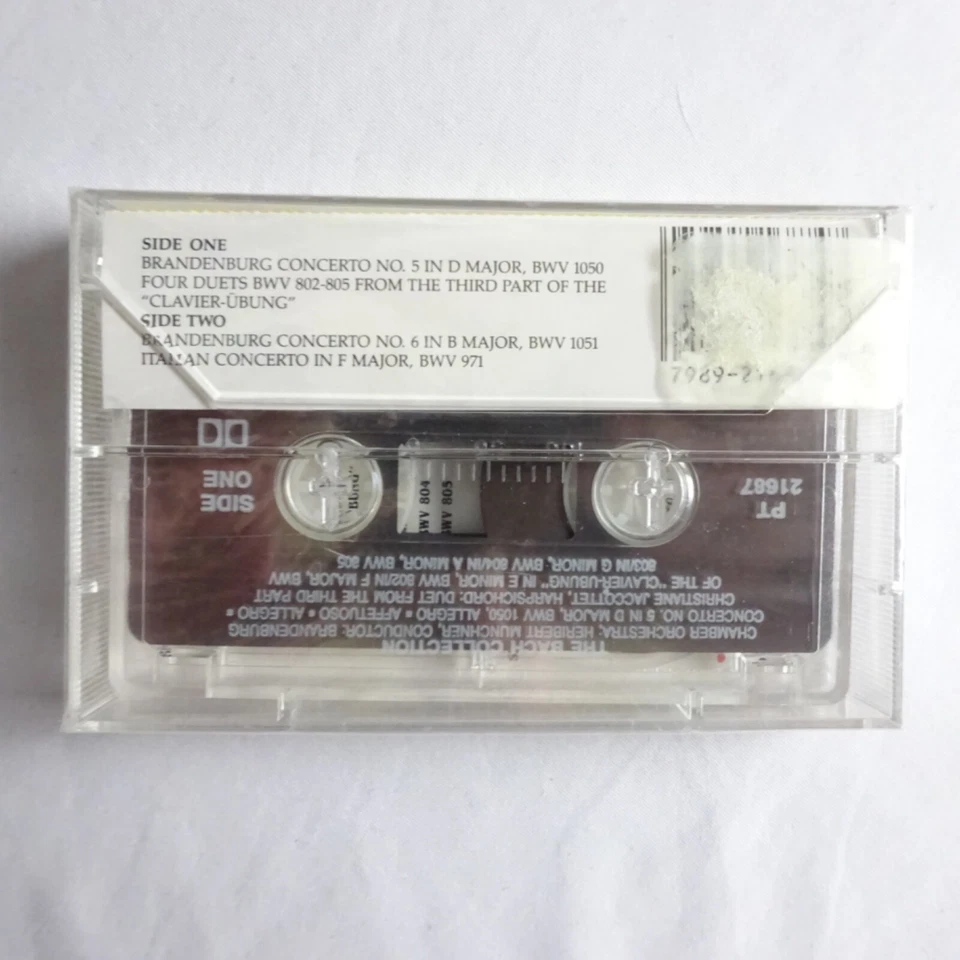 SIDE ONE
BRANDENBURG CONCERTO NO. 5 IN D MAJOR, BWV 1050
FOUR DUETS BWV 802-805 FROM THE THIRD PART OF THE
"CLAVIER-ÜBUNG"
SIDE TWO
BRANDENBURG CONCERTO NO. 6 IN B MAJOR, BWV 1051
ITALIAN CONCERTO IN F MAJOR, BWV 971
THE BACH COLLECTION
CHAMBER ORCHESTRA: HERIBERT MUNCHNER, CONDUCTOR: BRANDENBURG
CONCERTO NO. 5 IN D MAJOR, BWV 1050, ALLEGRO • AFFETUOSO • ALLEGRO •
CHRISTIANE JACCOTTET, HARPSICHORD: DUET FROM THE THIRD PART
OF THE "CLAVIER-UBUNG" IN E MINOR, BWV 802/IN F MAJOR, BWV
803/IN G MINOR, BWV 804/IN A MINOR, BWV 805
PT
21687
SIDE
ONE
BWV 804
BWV 805